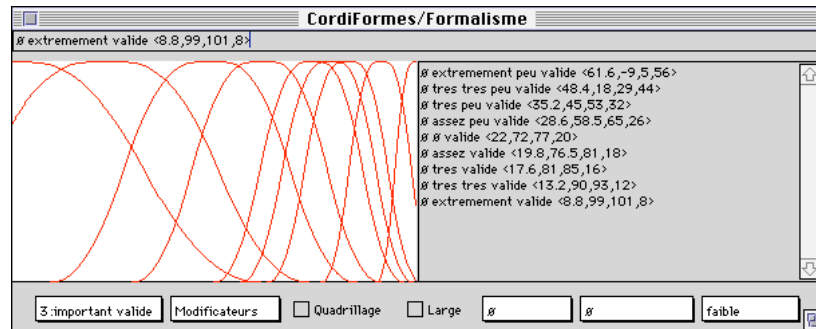 CordiFormes/Formalisme
ø extremement valide <8.8,99,101,8>
ø extremement peu valide <61.6,-9,5,56>
ø tres tres peu valide <48.4,18,29,44>
ø tres peu valide <35.2,45,53,32>
ø assez peu valide <28.6,58.5,65,26>
ø ø valide <22,72,77,20>
ø assez valide <19.8,76.5,81,18>
ø tres valide <17.6,81,85,16>
ø tres tres valide <13.2,90,93,12>
ø extremement valide <8.8,99,101,8>
3:important valide Modificateurs Quadrillage Large ø ø faible